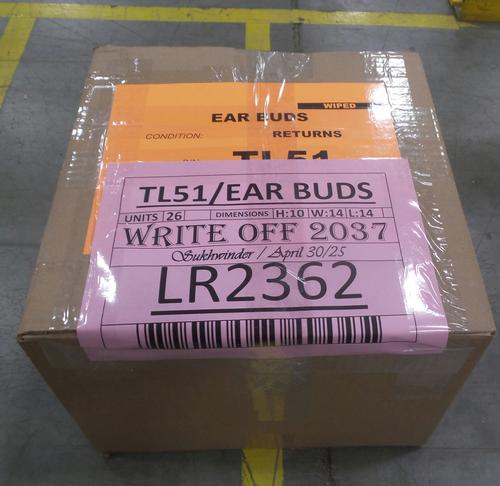 WIPED
EAR BUDS
CONDITION: RETURNS
TL51
TL51/EAR BUDS
UNITS 26 DIMENSIONS H:10 W:14 L:14
WRITE OFF 2037
Sukhwinder / April 30/25
LR2362